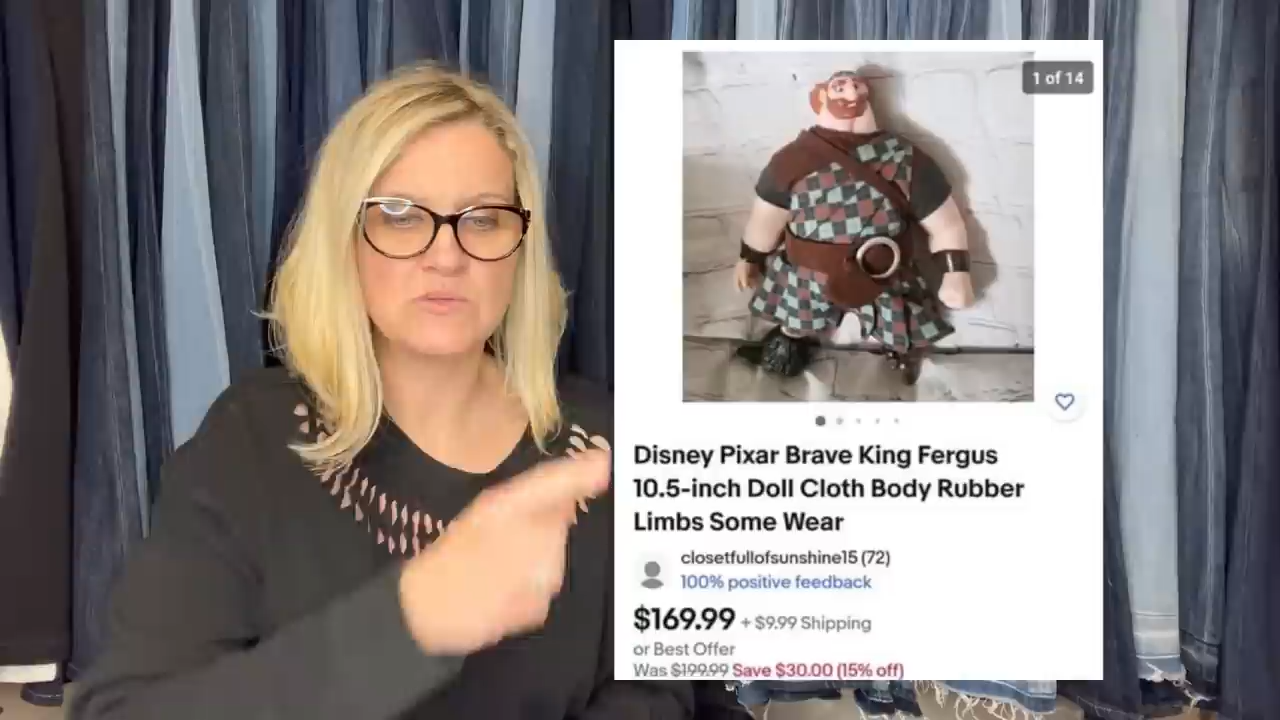 1 of 14
Disney Pixar Brave King Fergus
10.5-inch Doll Cloth Body Rubber
Limbs Some Wear
closetfullofsunshine15 (72)
100% positive feedback
$169.99 + $9.99 Shipping
or Best Offer
Was $199.99 Save $30.00 (15% off)